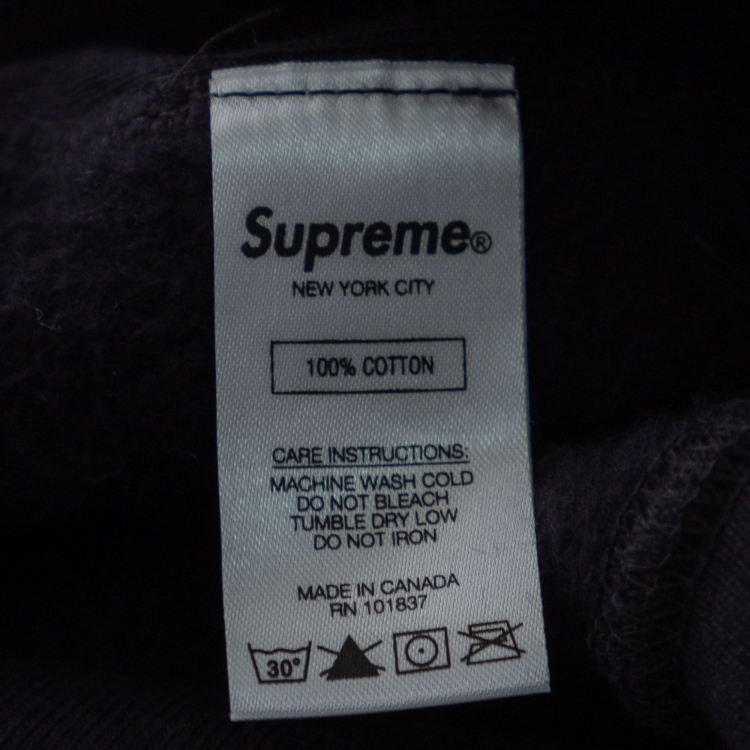 Supreme®
NEW YORK CITY
100% COTTON
CARE INSTRUCTIONS:
MACHINE WASH COLD
DO NOT BLEACH
TUMBLE DRY LOW
DO NOT IRON
MADE IN CANADA
RN 101837
30°